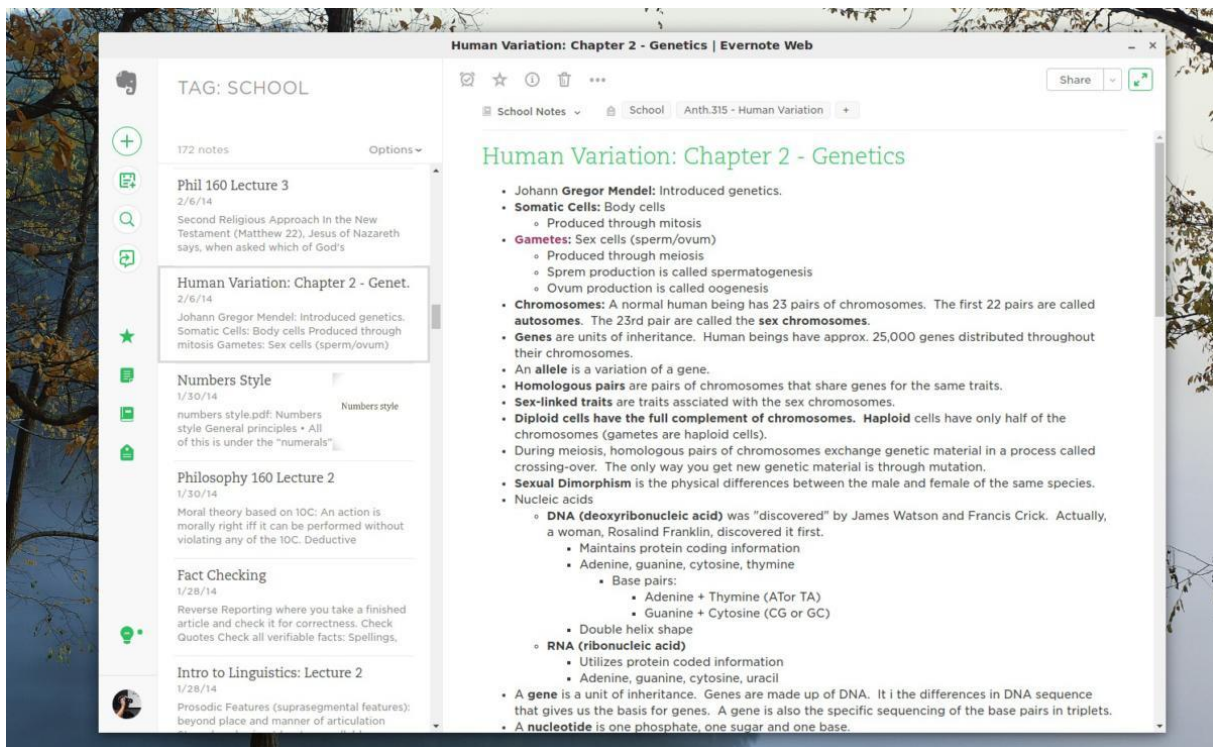 Human Variation: Chapter 2 - Genetics | Evernote Web
TAG: SCHOOL
172 notes
Options
Phil 160 Lecture 3
2/6/14
Second Religious Approach In the New
Testament (Matthew 22), Jesus of Nazareth
says, when asked which of God's
Human Variation: Chapter 2 - Genet.
2/6/14
Johann Gregor Mendel: Introduced genetics.
Somatic Cells: Body cells Produced through
mitosis Gametes: Sex cells (sperm/ovum)
Numbers Style
1/30/14
numbers style.pdf: Numbers
style General principles • All
of this is under the "numerals"
Numbers style
Philosophy 160 Lecture 2
1/30/14
Moral theory based on 10C: An action is
morally right iff it can be performed without
violating any of the 10C. Deductive
Fact Checking
1/28/14
Reverse Reporting where you take a finished
article and check it for correctness. Check
Quotes Check all verifiable facts: Spellings,
Intro to Linguistics: Lecture 2
1/28/14
Prosodic Features (suprasegmental features):
beyond place and manner of articulation
Share
School Notes
School
Anth.315 - Human Variation
+
Human Variation: Chapter 2 - Genetics
• Johann Gregor Mendel: Introduced genetics.
• Somatic Cells: Body cells
◦ Produced through mitosis
• Gametes: Sex cells (sperm/ovum)
◦ Produced through meiosis
◦ Sprem production is called spermatogenesis
◦ Ovum production is called oogenesis
• Chromosomes: A normal human being has 23 pairs of chromosomes. The first 22 pairs are called
autosomes. The 23rd pair are called the sex chromosomes.
• Genes are units of inheritance. Human beings have approx. 25,000 genes distributed throughout
their chromosomes.
• An allele is a variation of a gene.
• Homologous pairs are pairs of chromosomes that share genes for the same traits.
• Sex-linked traits are traits assciated with the sex chromosomes.
• Diploid cells have the full complement of chromosomes. Haploid cells have only half of the
chromosomes (gametes are haploid cells).
• During meiosis, homologous pairs of chromosomes exchange genetic material in a process called
crossing-over. The only way you get new genetic material is through mutation.
• Sexual Dimorphism is the physical differences between the male and female of the same species.
• Nucleic acids
◦ DNA (deoxyribonucleic acid) was "discovered" by James Watson and Francis Crick. Actually,
a woman, Rosalind Franklin, discovered it first.
▪ Maintains protein coding information
▪ Adenine, guanine, cytosine, thymine
▪ Base pairs:
▪ Adenine + Thymine (ATor TA)
▪ Guanine + Cytosine (CG or GC)
▪ Double helix shape
◦ RNA (ribonucleic acid)
▪ Utilizes protein coded information
▪ Adenine, guanine, cytosine, uracil
• A gene is a unit of inheritance. Genes are made up of DNA. It i the differences in DNA sequence
that gives us the basis for genes. A gene is also the specific sequencing of the base pairs in triplets.
• A nucleotide is one phosphate, one sugar and one base.